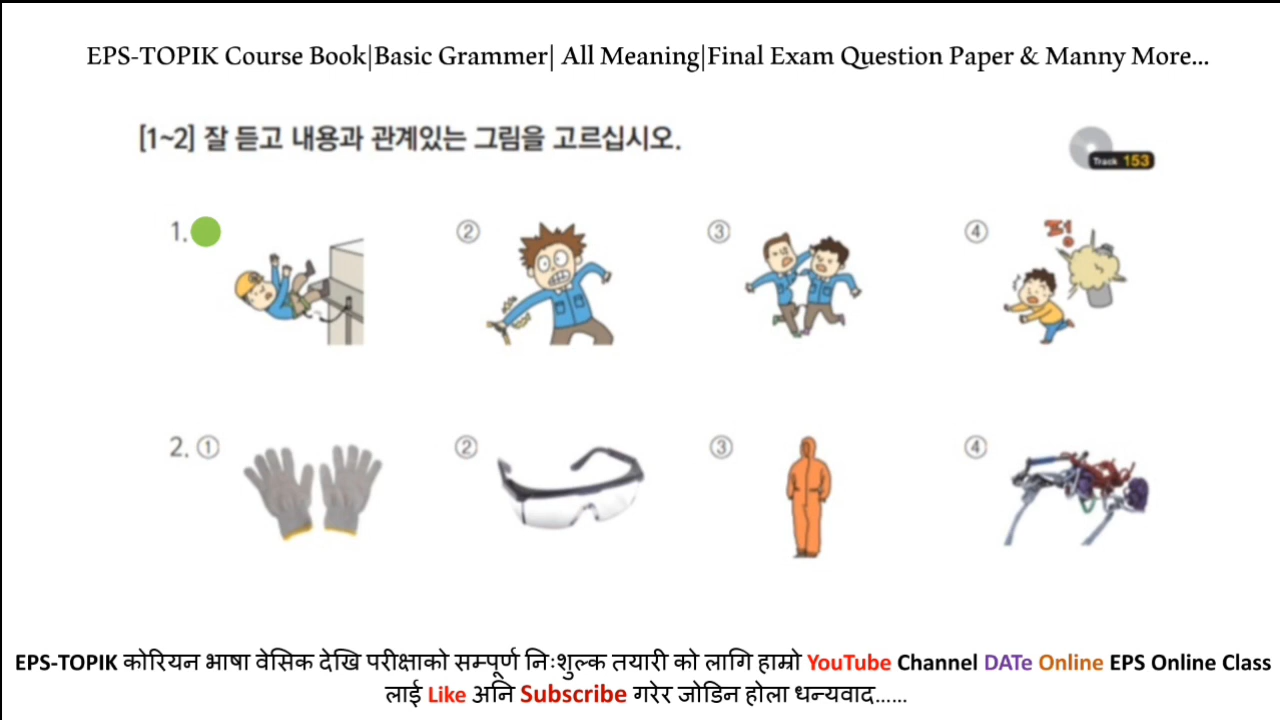 EPS-TOPIK Course Book|Basic Grammer| All Meaning|Final Exam Question Paper & Manny More...
[1~2] 잘 듣고 내용과 관계있는 그림을 고르십시오.
Track 153
1. ② ③ ④
펑!
2. ① ② ③ ④
EPS-TOPIK कोरियन भाषा वेसिक देखि परीक्षाको सम्पूर्ण निःशुल्क तयारी को लागि हाम्रो YouTube Channel DATe Online EPS Online Class
लाई Like अनि Subscribe गरेर जोडिन होला धन्यवाद......